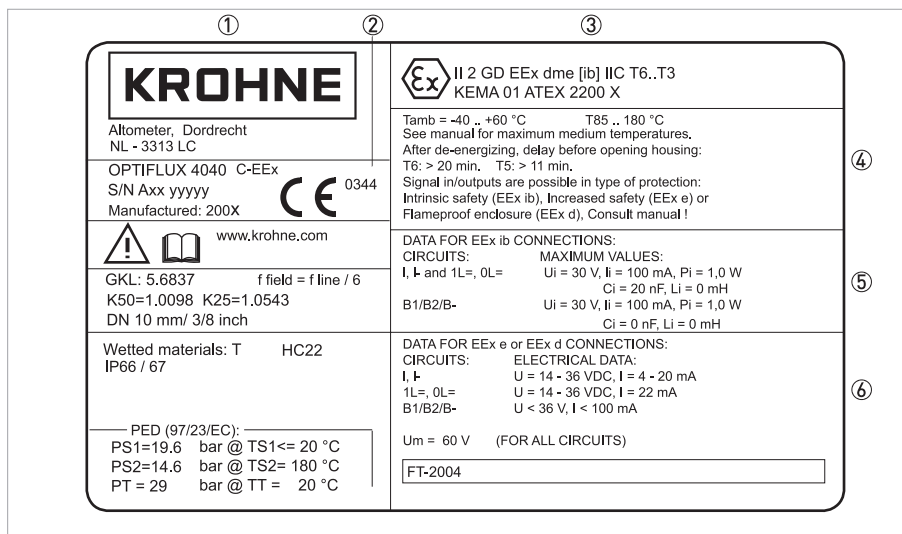 ① ② ③
KROHNE
Altometer, Dordrecht
NL - 3313 LC
OPTIFLUX 4040 C-EEx
S/N Axx yyyyy
Manufactured: 200X
CE 0344
www.krohne.com
GKL: 5.6837 f field = f line / 6
K50=1.0098 K25=1.0543
DN 10 mm/ 3/8 inch
Wetted materials: T HC22
IP66 / 67
PED (97/23/EC):
PS1=19.6 bar @ TS1<= 20 °C
PS2=14.6 bar @ TS2= 180 °C
PT = 29 bar @ TT = 20 °C
Ex II 2 GD EEx dme [ib] IIC T6..T3
KEMA 01 ATEX 2200 X
Tamb = -40 .. +60 °C T85 .. 180 °C
See manual for maximum medium temperatures.
After de-energizing, delay before opening housing:
T6: > 20 min. T5: > 11 min.
Signal in/outputs are possible in type of protection:
Intrinsic safety (EEx ib), Increased safety (EEx e) or
Flameproof enclosure (EEx d), Consult manual !
④
DATA FOR EEx ib CONNECTIONS:
CIRCUITS: MAXIMUM VALUES:
I, I- and 1L=, 0L= Ui = 30 V, Ii = 100 mA, Pi = 1,0 W
Ci = 20 nF, Li = 0 mH
B1/B2/B- Ui = 30 V, Ii = 100 mA, Pi = 1,0 W
Ci = 0 nF, Li = 0 mH
⑤
DATA FOR EEx e or EEx d CONNECTIONS:
CIRCUITS: ELECTRICAL DATA:
I, I- U = 14 - 36 VDC, I = 4 - 20 mA
1L=, 0L= U = 14 - 36 VDC, I = 22 mA
B1/B2/B- U < 36 V, I < 100 mA
⑥
Um = 60 V (FOR ALL CIRCUITS)
FT-2004